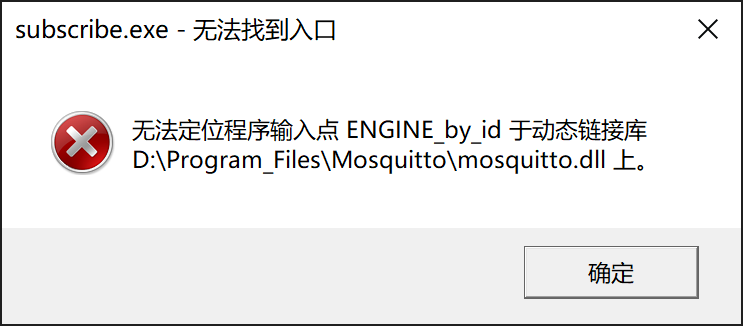 subscribe.exe - 无法找到入口
无法定位程序输入点 ENGINE_by_id 于动态链接库
D:\Program_Files\Mosquitto\mosquitto.dll 上。
确定